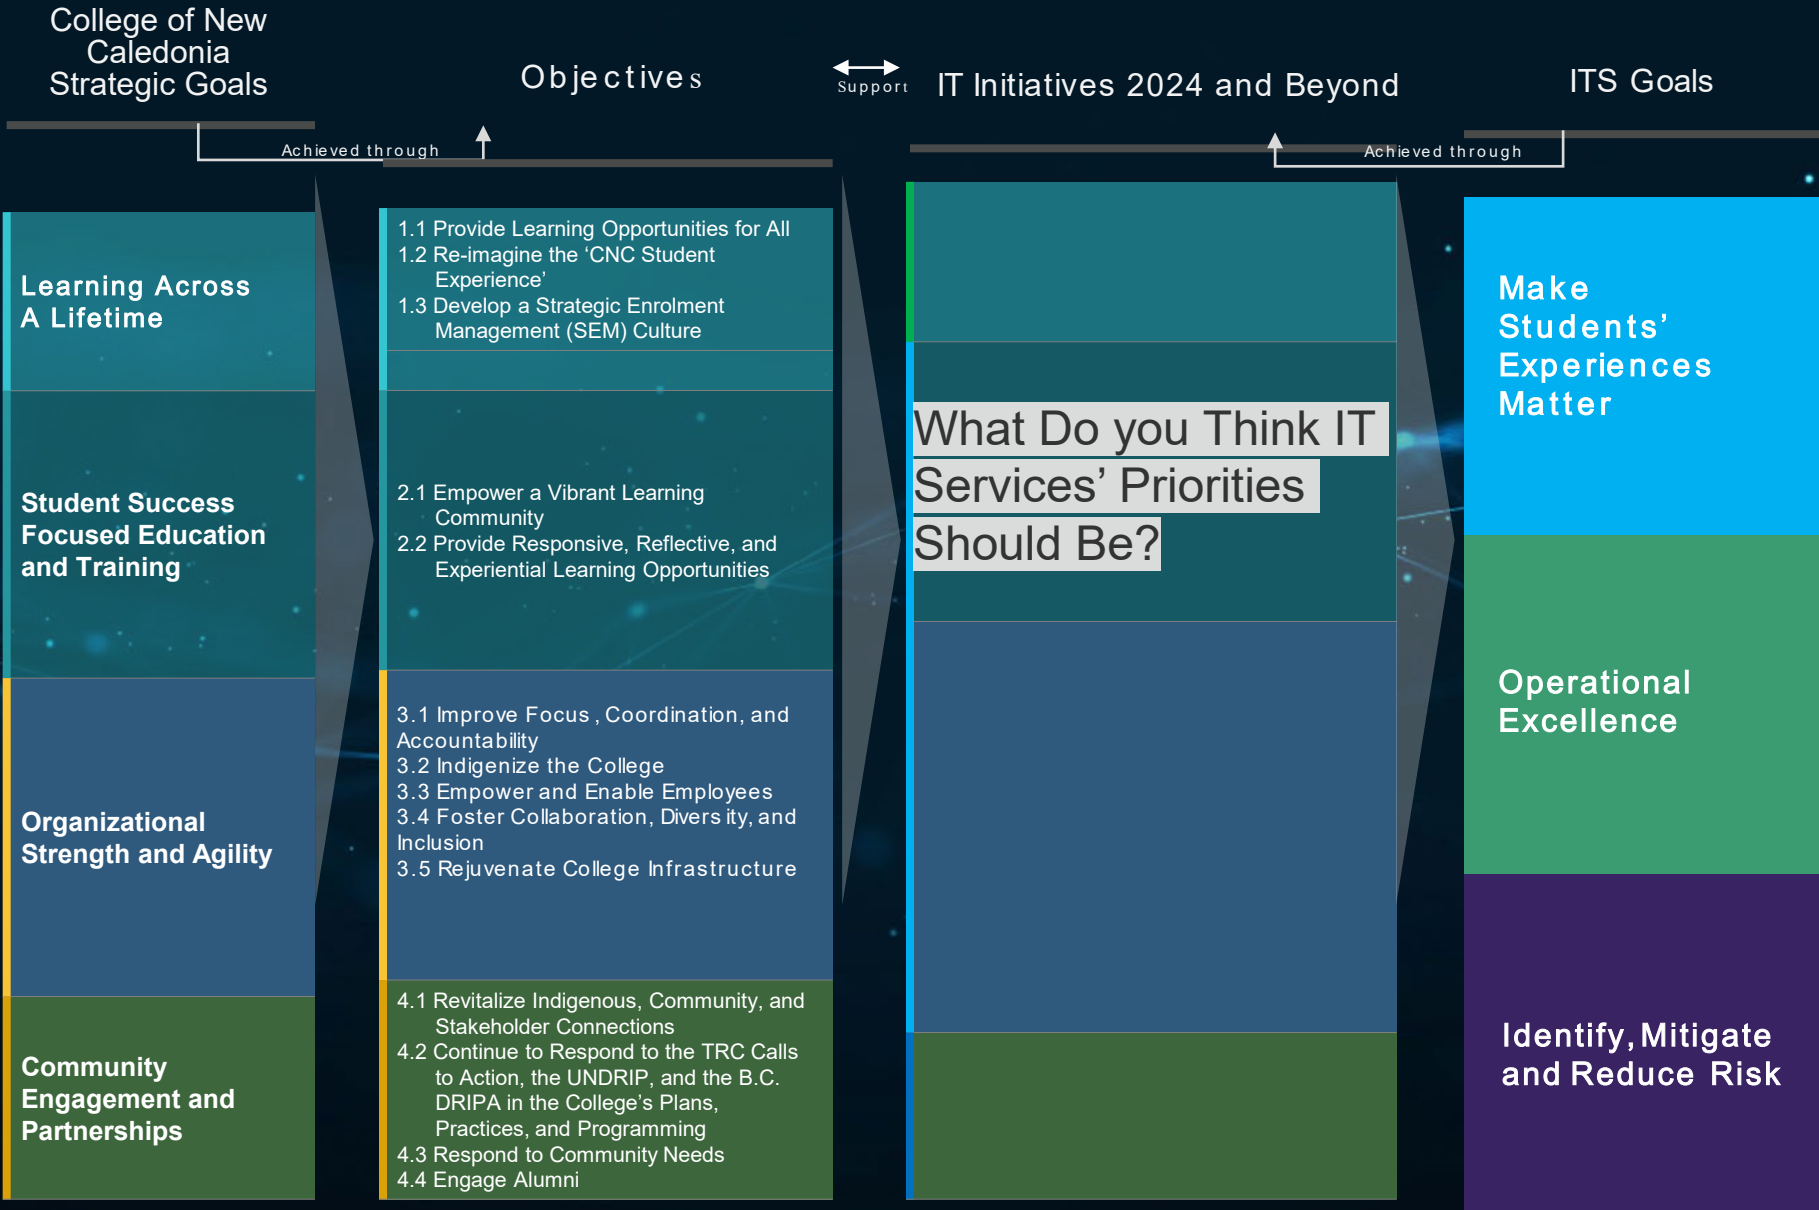 College of New
Caledonia
Strategic Goals
Objectives
Support
IT Initiatives 2024 and Beyond
ITS Goals
Achieved through
Achieved through
Learning Across
A Lifetime
Student Success
Focused Education
and Training
Organizational
Strength and Agility
Community
Engagement and
Partnerships
1.1 Provide Learning Opportunities for All
1.2 Re-imagine the ‘CNC Student
Experience’
1.3 Develop a Strategic Enrolment
Management (SEM) Culture
2.1 Empower a Vibrant Learning
Community
2.2 Provide Responsive, Reflective, and
Experiential Learning Opportunities
3.1 Improve Focus, Coordination, and
Accountability
3.2 Indigenize the College
3.3 Empower and Enable Employees
3.4 Foster Collaboration, Diversity, and
Inclusion
3.5 Rejuvenate College Infrastructure
4.1 Revitalize Indigenous, Community, and
Stakeholder Connections
4.2 Continue to Respond to the TRC Calls
to Action, the UNDRIP, and the B.C.
DRIPA in the College’s Plans,
Practices, and Programming
4.3 Respond to Community Needs
4.4 Engage Alumni
What Do you Think IT
Services’ Priorities
Should Be?
Make
Students’
Experiences
Matter
Operational
Excellence
Identify, Mitigate
and Reduce Risk